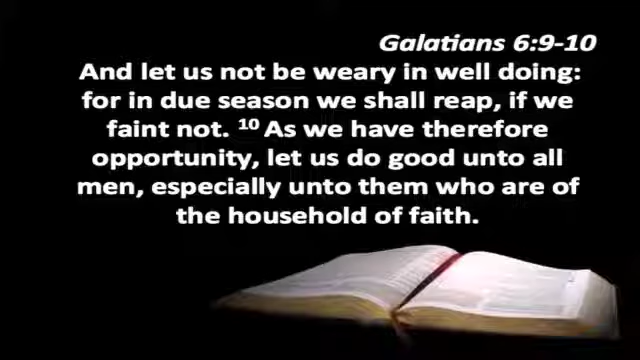 Galatians 6:9-10
And let us not be weary in well doing:
for in due season we shall reap, if we
faint not. 10 As we have therefore
opportunity, let us do good unto all
men, especially unto them who are of
the household of faith.